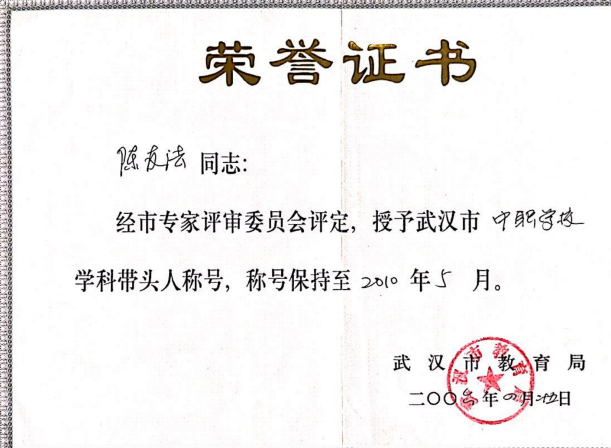 荣誉证书
陈友法 同志：
经市专家评审委员会评定，授予武汉市 中职学校
学科带头人称号，称号保持至 2010 年 5 月。
武汉市教育局
二〇〇 年 月 日